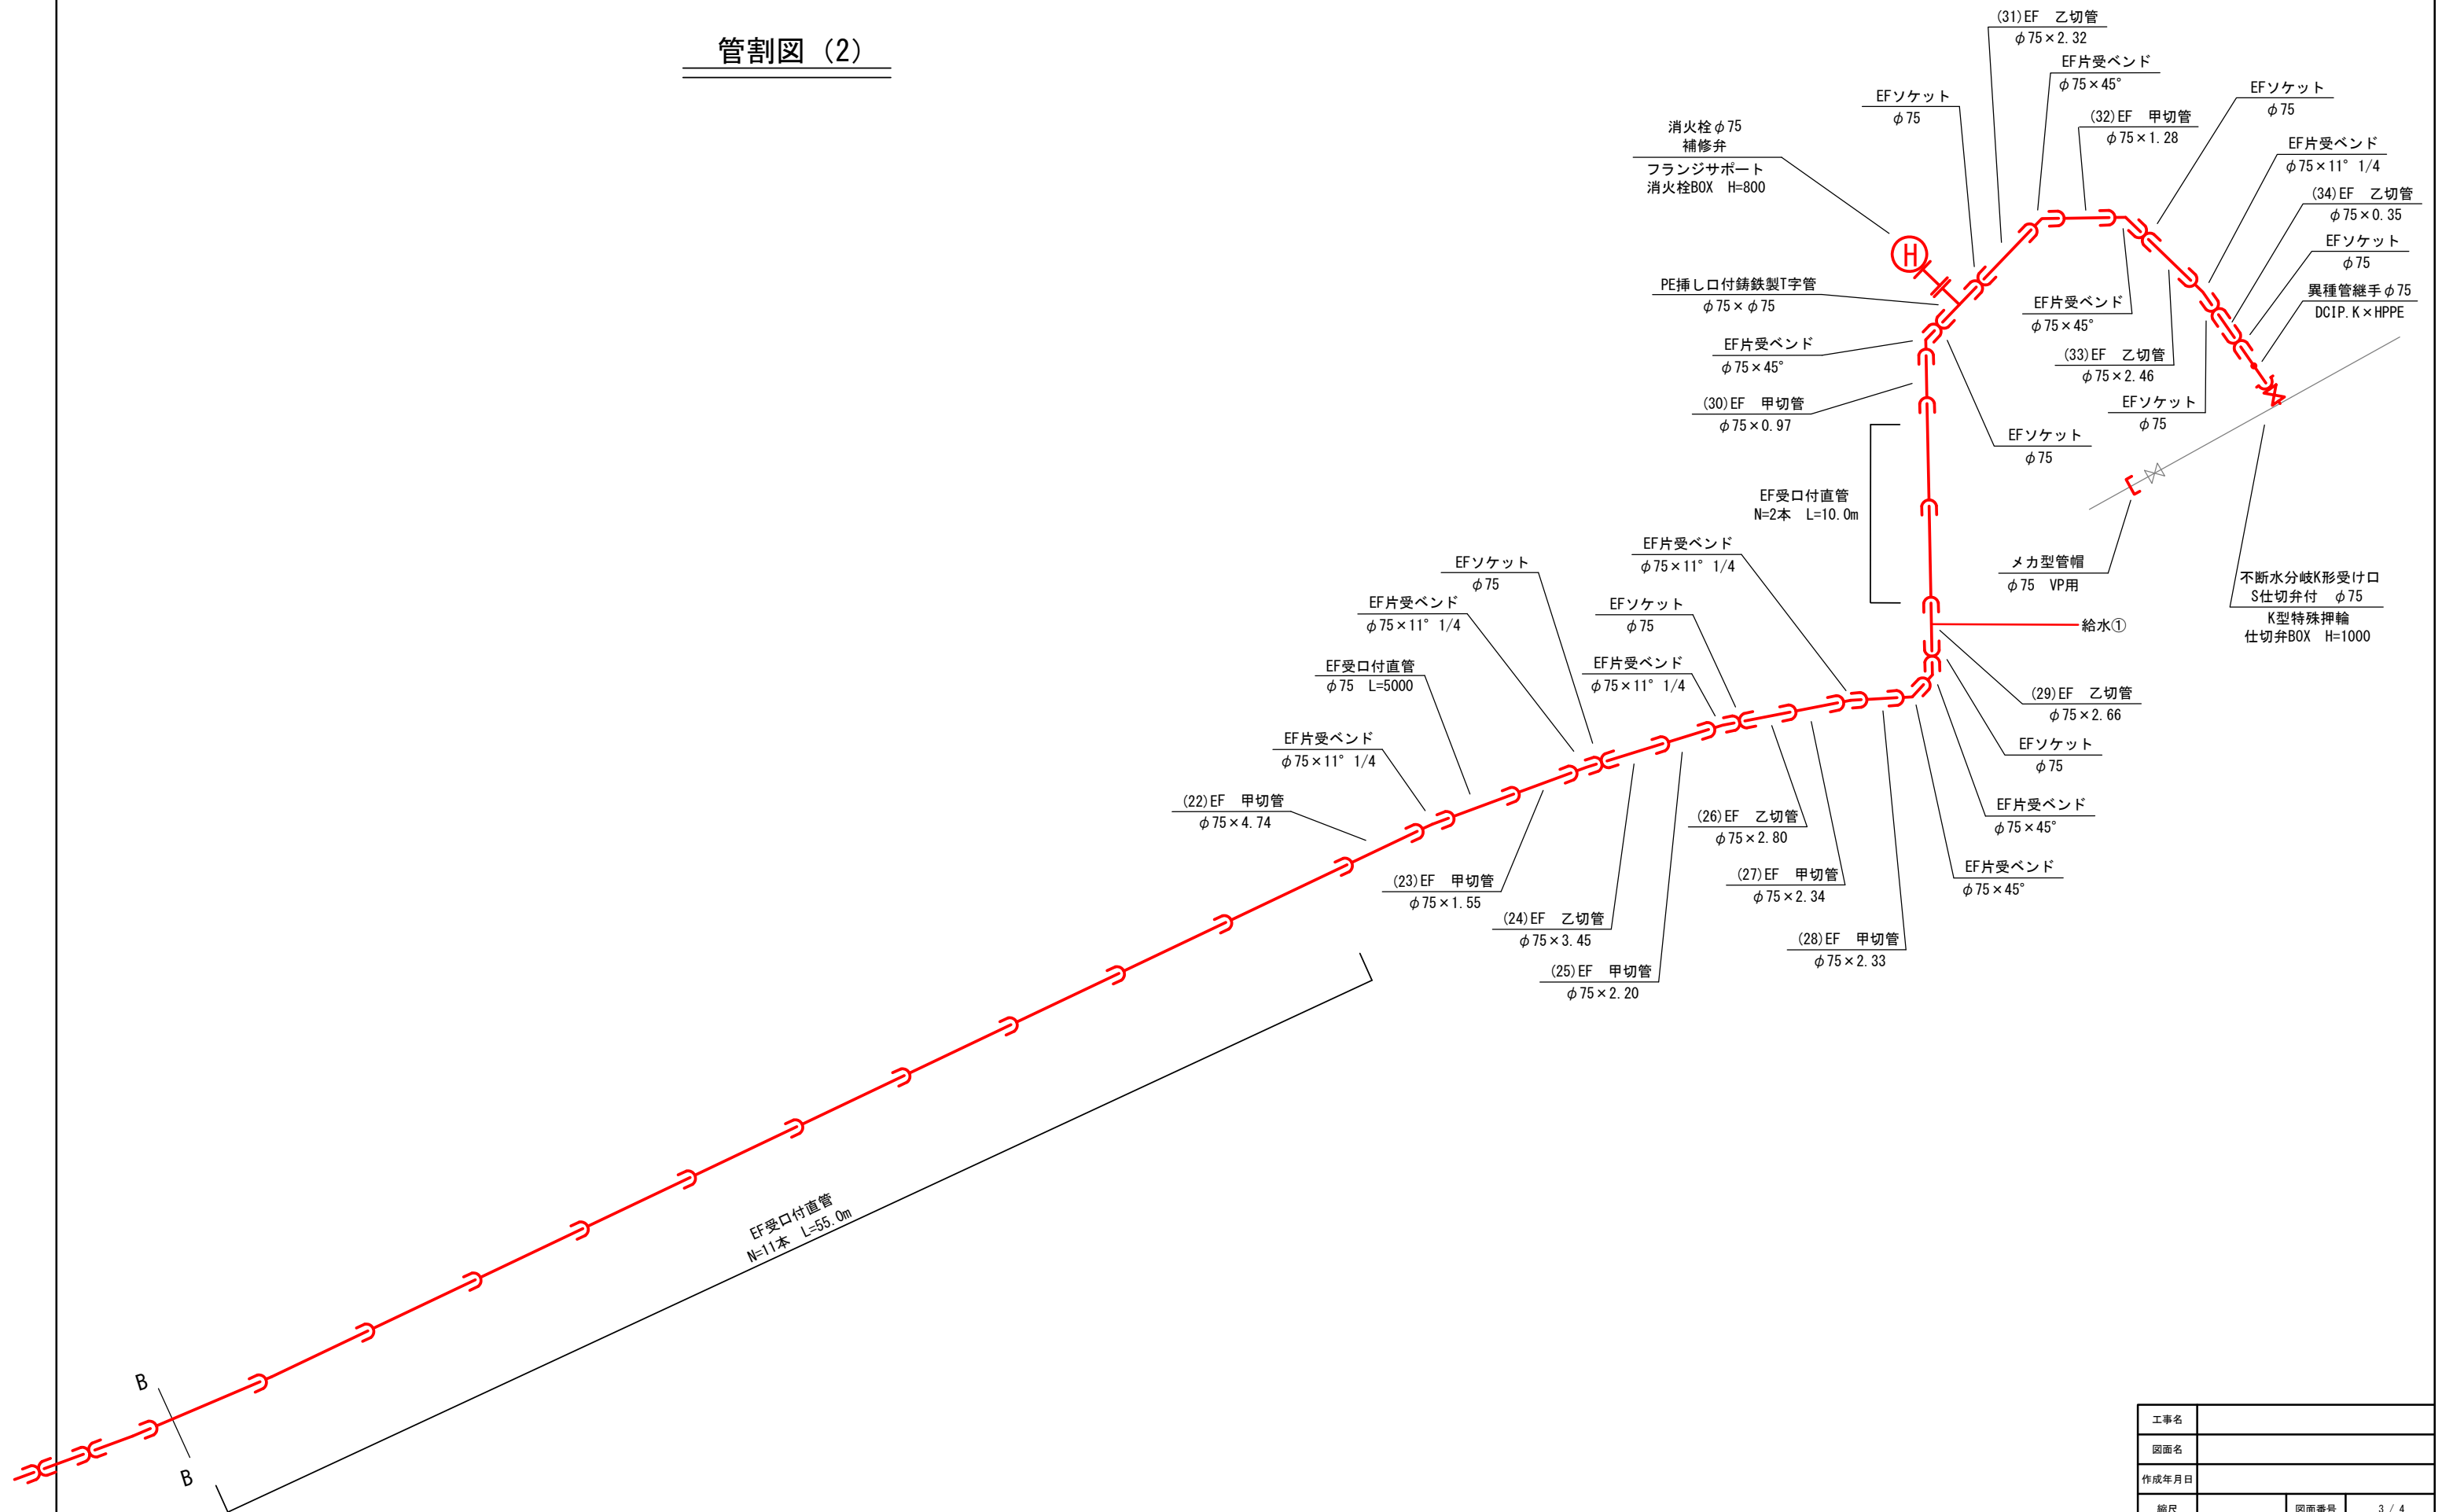 管割図（2）
(31)EF　乙切管
φ75×2.32
EF片受ベンド
φ75×45°
EFソケット
φ75
(32)EF　甲切管
φ75×1.28
EFソケット
φ75
EF片受ベンド
φ75×11° 1/4
(34)EF　乙切管
φ75×0.35
EFソケット
φ75
異種管継手φ75
DCIP.K×HPPE
消火栓φ75
補修弁
フランジサポート
消火栓BOX　H=800
H
PE挿し口付鋳鉄製T字管
φ75×φ75
EF片受ベンド
φ75×45°
(30)EF　甲切管
φ75×0.97
EF片受ベンド
φ75×45°
(33)EF　乙切管
φ75×2.46
EFソケット
φ75
EFソケット
φ75
EF受口付直管
N=2本　L=10.0m
メカ型管帽
φ75　VP用
不断水分岐K形受け口
S仕切弁付　φ75
K型特殊押輪
仕切弁BOX　H=1000
給水①
EF片受ベンド
φ75×11° 1/4
EFソケット
φ75
EF片受ベンド
φ75×11° 1/4
EFソケット
φ75
EF受口付直管
φ75　L=5000
EF片受ベンド
φ75×11° 1/4
EF片受ベンド
φ75×11° 1/4
(22)EF　甲切管
φ75×4.74
(29)EF　乙切管
φ75×2.66
EFソケット
φ75
EF片受ベンド
φ75×45°
EF片受ベンド
φ75×45°
(26)EF　乙切管
φ75×2.80
(27)EF　甲切管
φ75×2.34
(23)EF　甲切管
φ75×1.55
(24)EF　乙切管
φ75×3.45
(28)EF　甲切管
φ75×2.33
(25)EF　甲切管
φ75×2.20
EF受口付直管
N=11本　L=55.0m
B
B
工事名
図面名
作成年月日
縮尺
図面番号
3 / 4